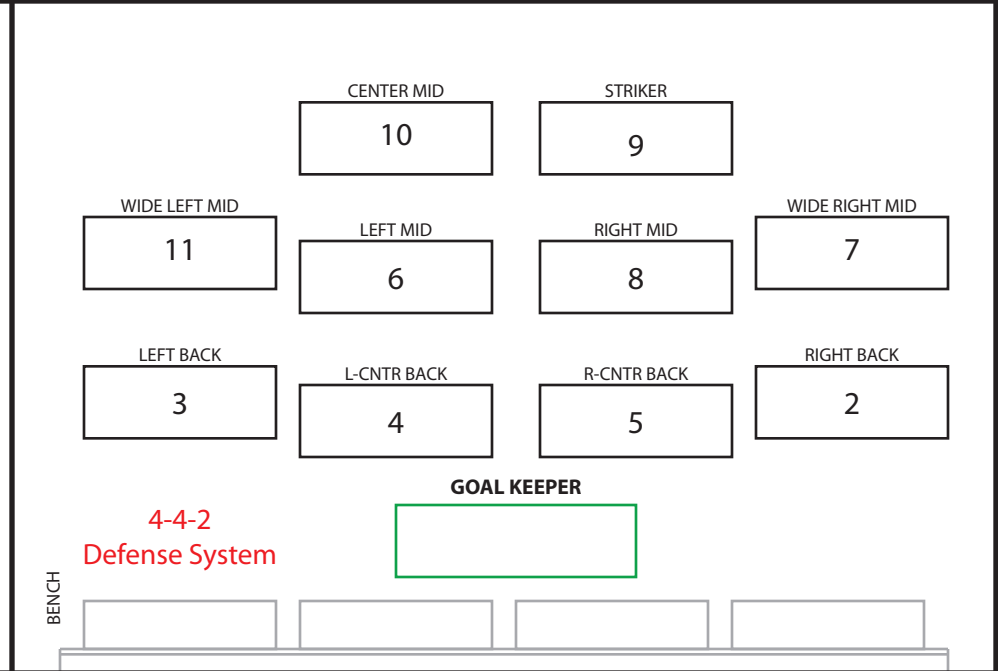 CENTER MID
STRIKER
10
9
WIDE LEFT MID
WIDE RIGHT MID
LEFT MID
RIGHT MID
11
7
6
8
LEFT BACK
RIGHT BACK
L-CNTR BACK
R-CNTR BACK
3
2
4
5
GOAL KEEPER
4-4-2
Defense System
BENCH